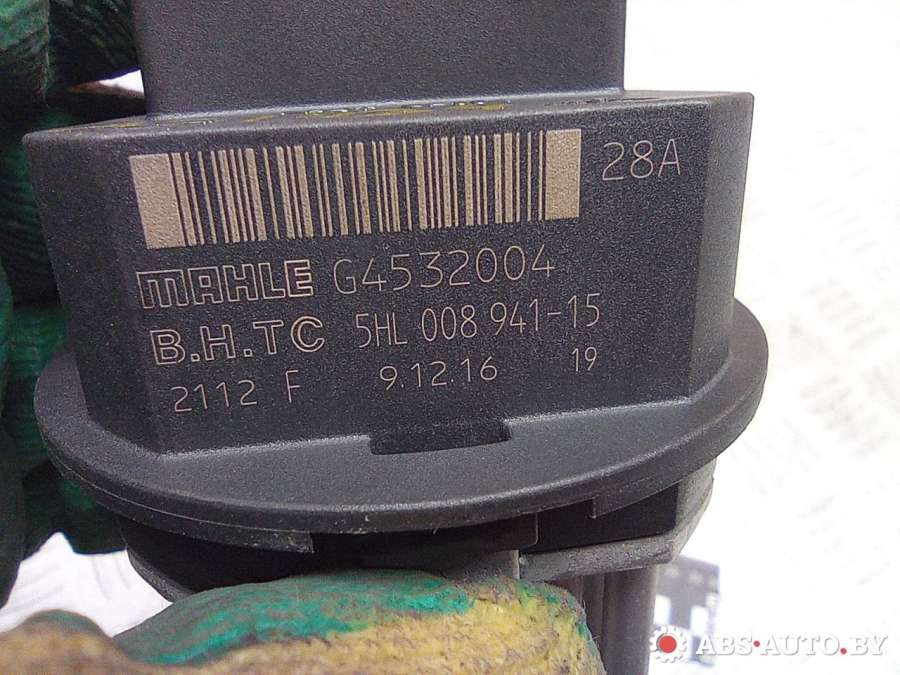 28A
MAHLE G4532004
B.H.TC 5HL 008 941-15
2112 F 9.12.16 19
ABS-AUTO.BY